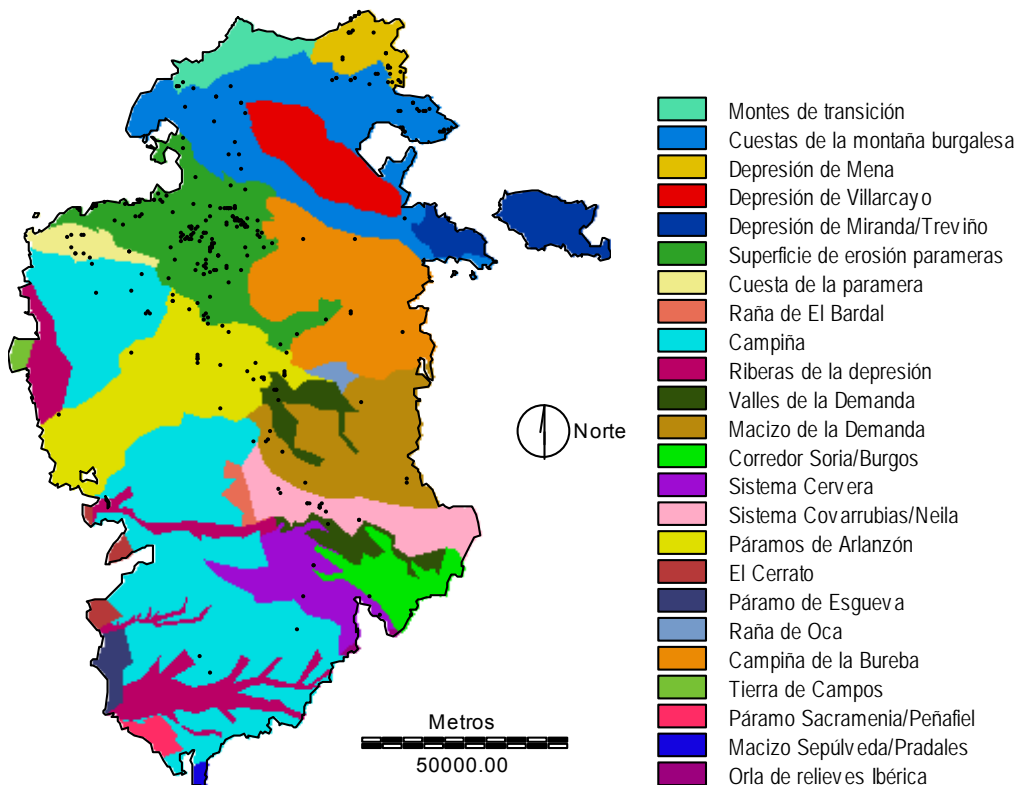 Montes de transición
Cuestas de la montaña burgalesa
Depresión de Mena
Depresión de Villarcayo
Depresión de Miranda/Treviño
Superficie de erosión parameras
Cuesta de la paramera
Raña de El Bardal
Campiña
Riberas de la depresión
Valles de la Demanda
Macizo de la Demanda
Corredor Soria/Burgos
Sistema Cervera
Sistema Covarrubias/Neila
Páramos de Arlanzón
El Cerrato
Páramo de Esgueva
Raña de Oca
Campiña de la Bureba
Tierra de Campos
Páramo Sacramenia/Peñafiel
Macizo Sepúlveda/Pradales
Orla de relieves Ibérica
Norte
Metros
50000.00